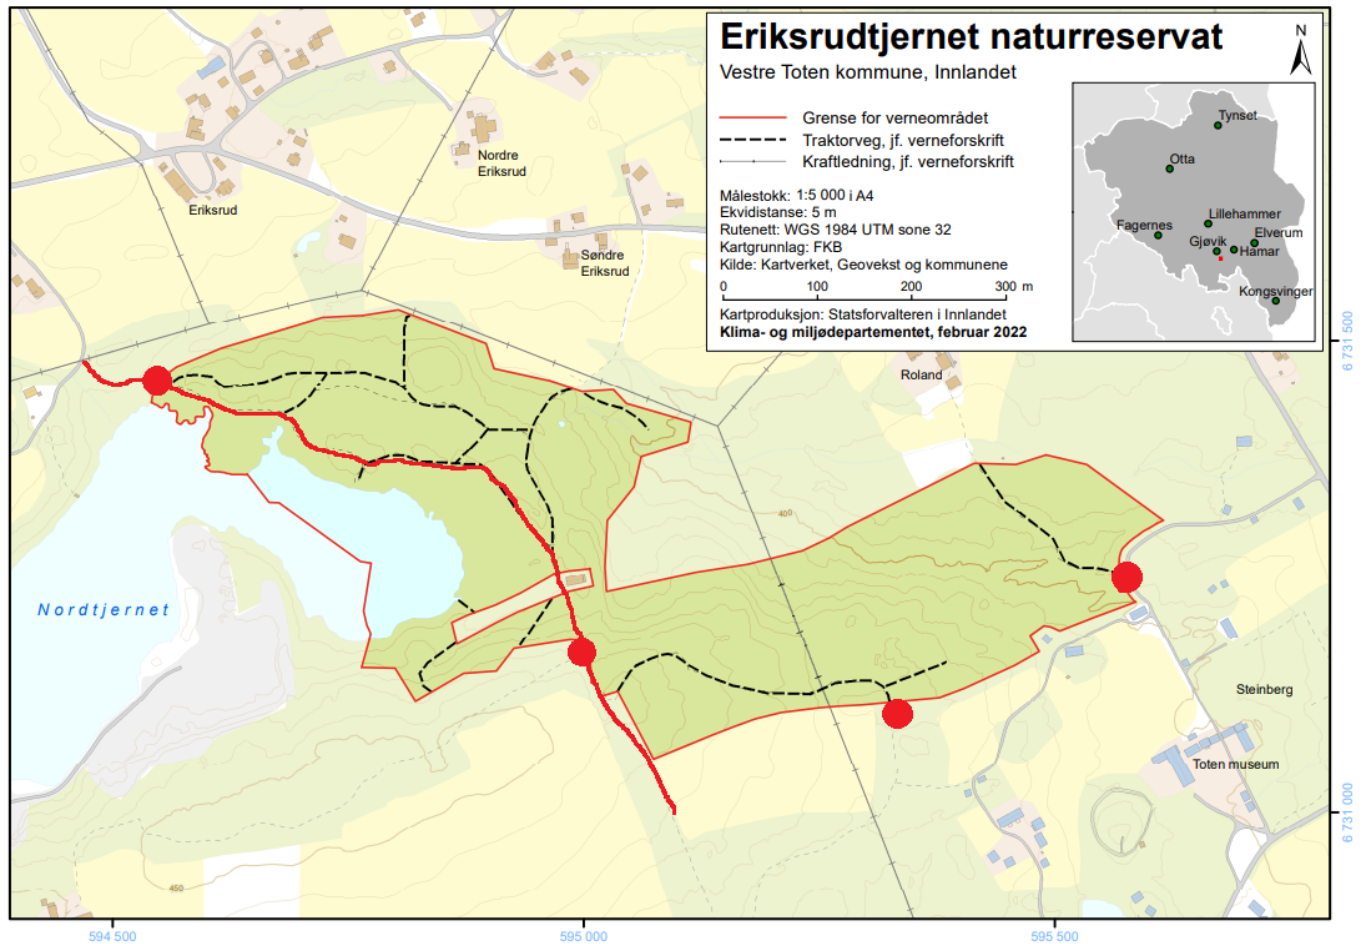 Eriksrudtjernet naturreservat
Vestre Toten kommune, Innlandet
N
Grense for verneområdet
Traktorveg, jf. verneforskrift
Kraftledning, jf. verneforskrift
Målestokk: 1:5 000 i A4
Ekvidistanse: 5 m
Rutenett: WGS 1984 UTM sone 32
Kartgrunnlag: FKB
Kilde: Kartverket, Geovekst og kommunene
0 100 200 300 m
Kartproduksjon: Statsforvalteren i Innlandet
Klima- og miljødepartementet, februar 2022
Tynset
Otta
Lillehammer
Fagernes
Elverum
Gjøvik
Hamar
Kongsvinger
Nordre
Eriksrud
Eriksrud
Søndre
Eriksrud
Roland
400
Nordtjernet
Steinberg
Toten museum
450
6 731 500
6 731 000
594 500
595 000
595 500